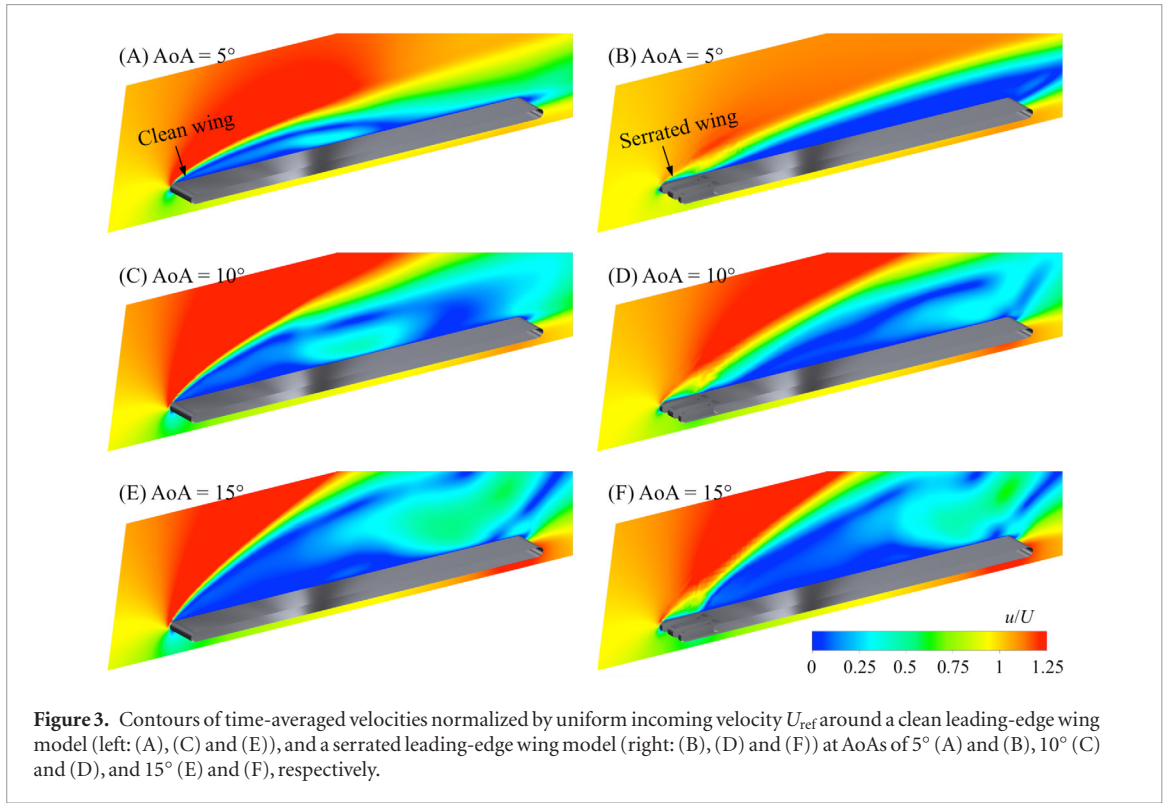 (A) AoA = 5°
Clean wing
(B) AoA = 5°
Serrated wing
(C) AoA = 10°
(D) AoA = 10°
(E) AoA = 15°
(F) AoA = 15°
u/U
0 0.25 0.5 0.75 1 1.25
Figure 3. Contours of time-averaged velocities normalized by uniform incoming velocity Uref around a clean leading-edge wing
model (left: (A), (C) and (E)), and a serrated leading-edge wing model (right: (B), (D) and (F)) at AoAs of 5° (A) and (B), 10° (C)
and (D), and 15° (E) and (F), respectively.